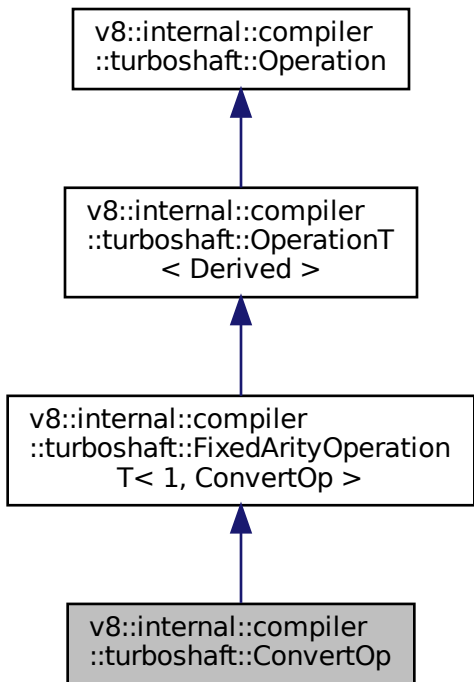 v8::internal::compiler
::turboshaft::Operation
v8::internal::compiler
::turboshaft::OperationT
< Derived >
v8::internal::compiler
::turboshaft::FixedArityOperation
T< 1, ConvertOp >
v8::internal::compiler
::turboshaft::ConvertOp